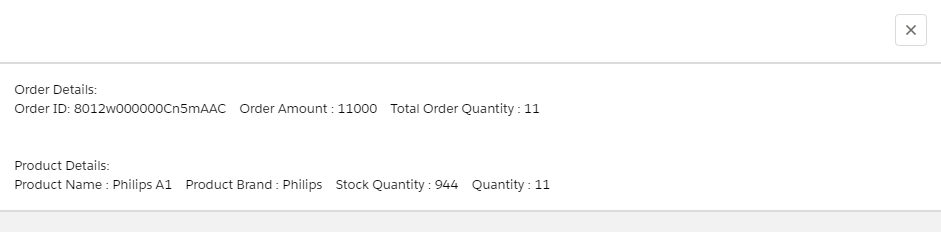 Order Details:
Order ID: 8012w000000Cn5mAAC Order Amount : 11000 Total Order Quantity : 11
Product Details:
Product Name : Philips A1 Product Brand : Philips Stock Quantity : 944 Quantity : 11